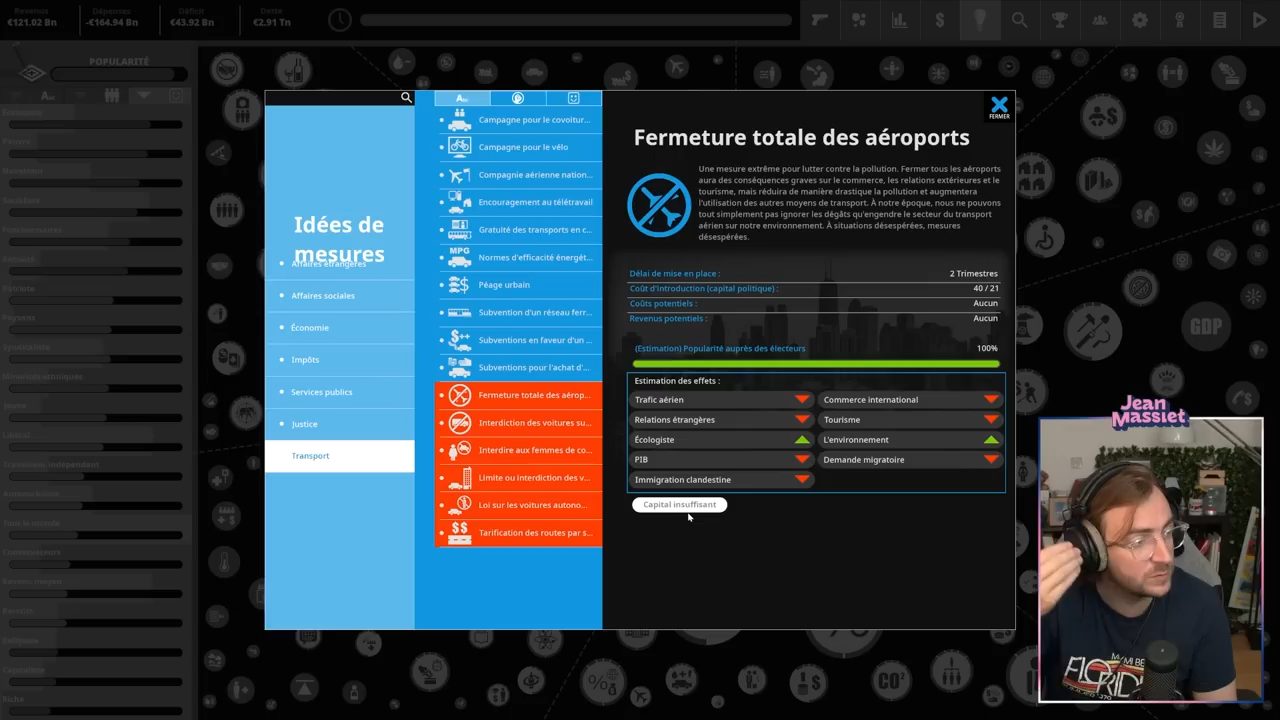 Revenus
Dépenses
Déficit
Dette
€121.02 Bn
-€164.94 Bn
€43.92 Bn
€2.91 Tn
POPULARITÉ
Idées de
mesures
Affaires étrangères
Affaires sociales
Économie
Impôts
Services publics
Justice
Transport
Campagne pour le covoitur...
Campagne pour le vélo
Compagnie aérienne nation...
Encouragement au télétravail
Gratuité des transports en c...
MPG
Normes d'efficacité énergét...
Péage urbain
Subvention d'un réseau ferr...
Subventions en faveur d'un ...
Subventions pour l'achat d'...
Fermeture totale des aérop...
Interdiction des voitures su...
Interdire aux femmes de co...
Limite ou interdiction des v...
Loi sur les voitures autono...
Tarification des routes par s...
FERMER
Fermeture totale des aéroports
Une mesure extrême pour lutter contre la pollution. Fermer tous les aéroports
aura des conséquences graves sur le commerce, les relations extérieures et le
tourisme, mais réduira de manière drastique la pollution et augmentera
l'utilisation des autres moyens de transport. À notre époque, nous ne pouvons
tout simplement pas ignorer les dégâts qu'engendre le secteur du transport
aérien sur notre environnement. À situations désespérées, mesures
désespérées.
Délai de mise en place :
2 Trimestres
Coût d'introduction (capital politique) :
40 / 21
Coûts potentiels :
Aucun
Revenus potentiels :
Aucun
(Estimation) Popularité auprès des électeurs
100%
Estimation des effets :
Trafic aérien
Commerce international
Relations étrangères
Tourisme
Écologiste
L'environnement
PIB
Demande migratoire
Immigration clandestine
Capital insuffisant
GDP
CO²
Jean
Massiet